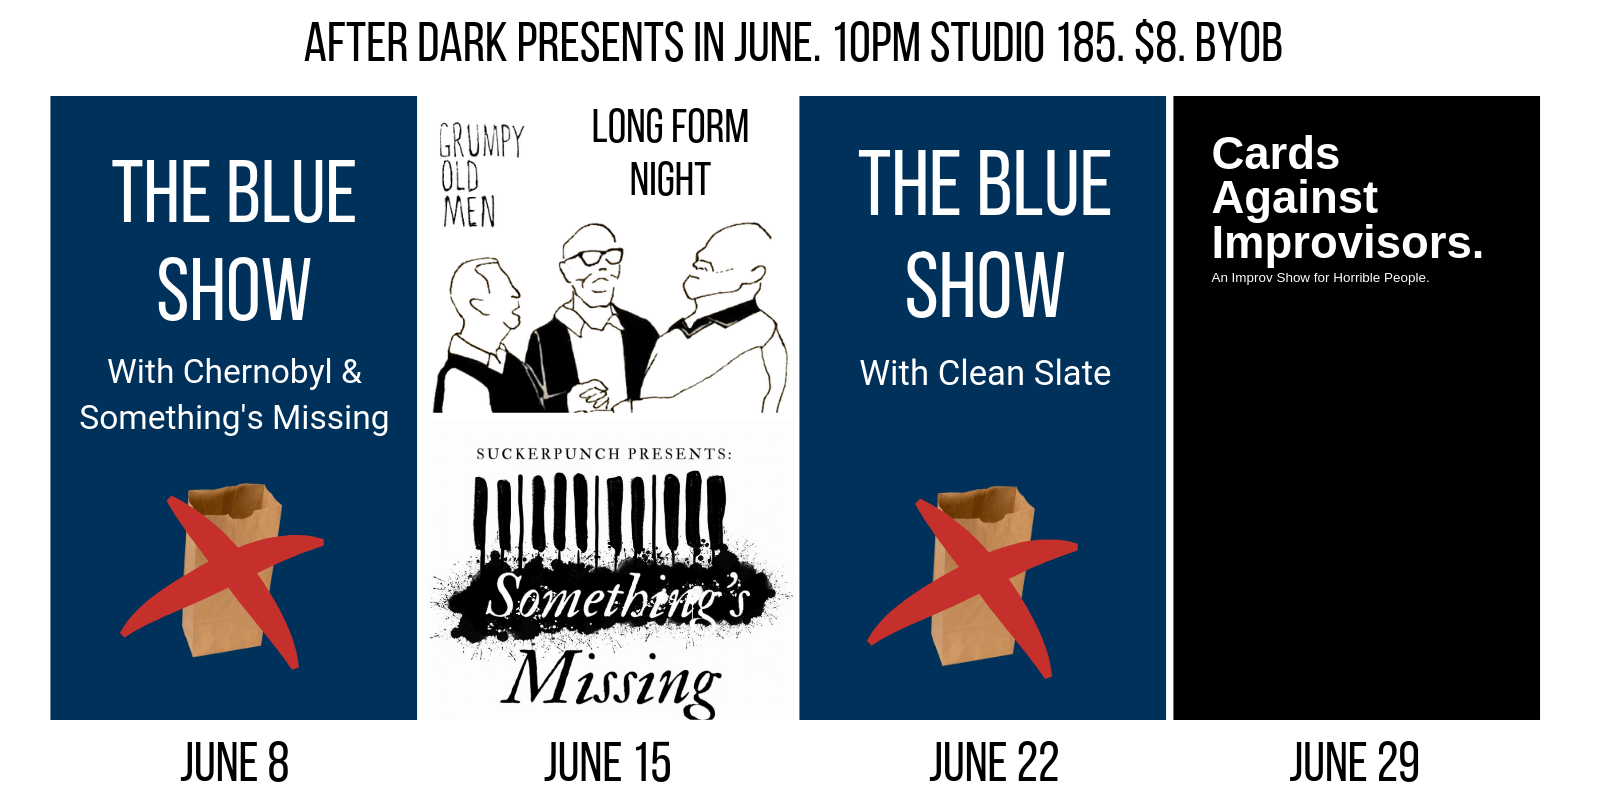 AFTER DARK PRESENTS IN JUNE. 10PM STUDIO 185. $8. BYOB
THE BLUE
SHOW
With Chernobyl &
Something's Missing
JUNE 8
GRUMPY
OLD
MEN
LONG FORM
NIGHT
SUCKERPUNCH PRESENTS:
Something's
Missing
JUNE 15
THE BLUE
SHOW
With Clean Slate
JUNE 22
Cards
Against
Improvisors.
An Improv Show for Horrible People.
JUNE 29